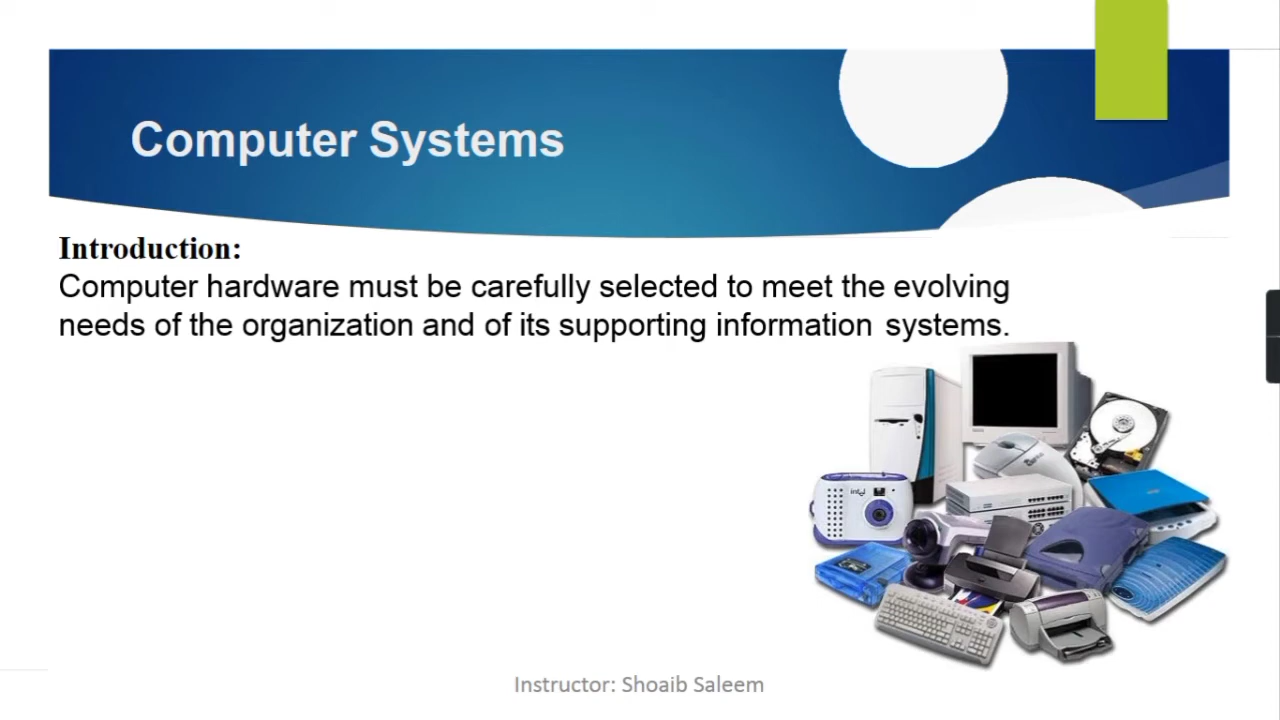 Computer Systems
Introduction:
Computer hardware must be carefully selected to meet the evolving
needs of the organization and of its supporting information systems.
intel
Instructor: Shoaib Saleem